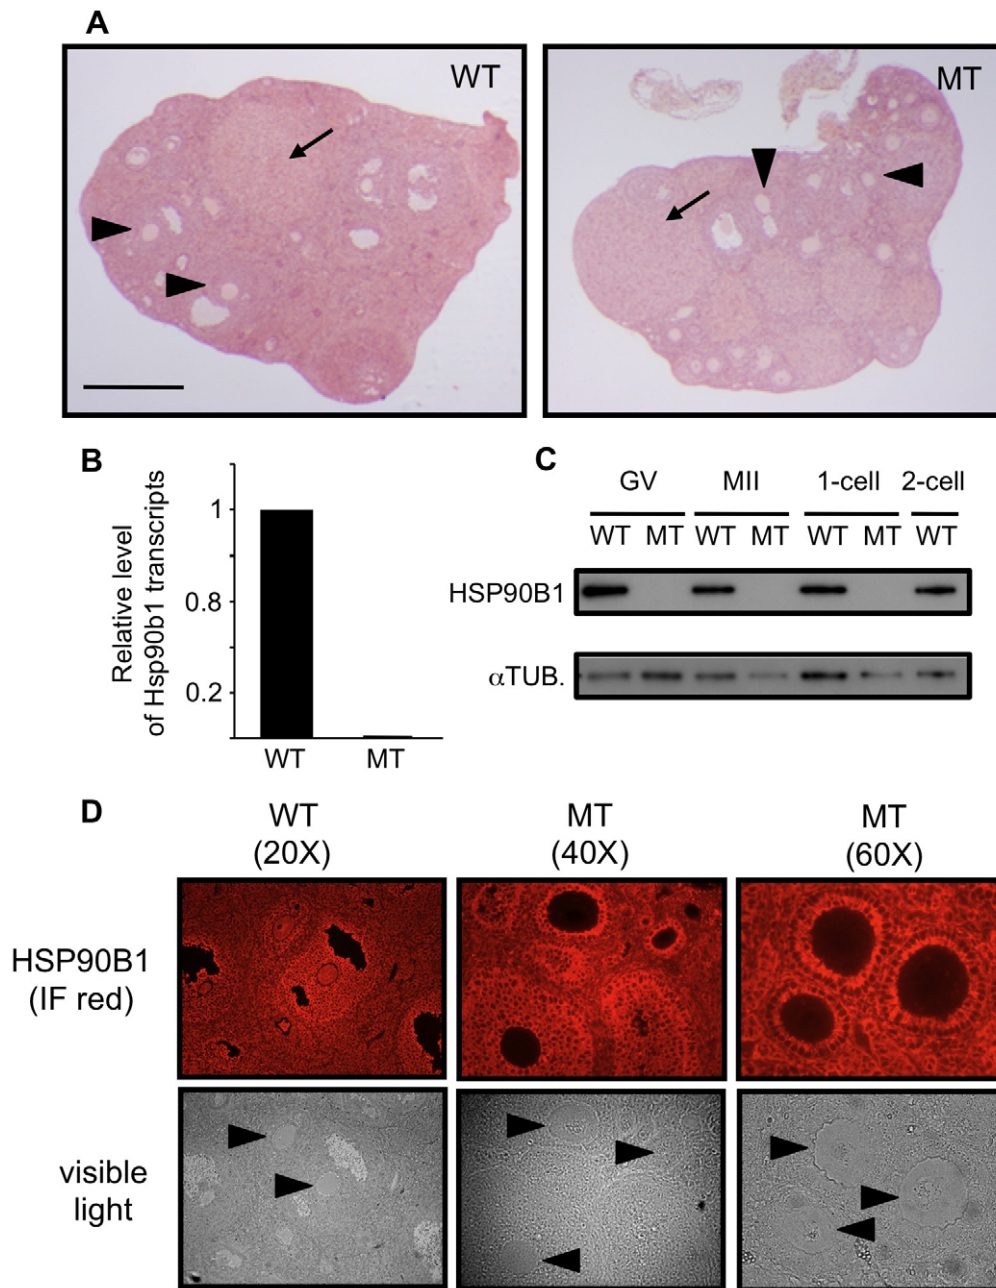 A
WT
MT
B
Relative level
of Hsp90b1 transcripts
1
0.8
0.2
WT
MT
C
GV
MII
1-cell
2-cell
WT
MT
WT
MT
WT
MT
WT
HSP90B1
αTUB.
D
WT
(20X)
MT
(40X)
MT
(60X)
HSP90B1
(IF red)
visible
light